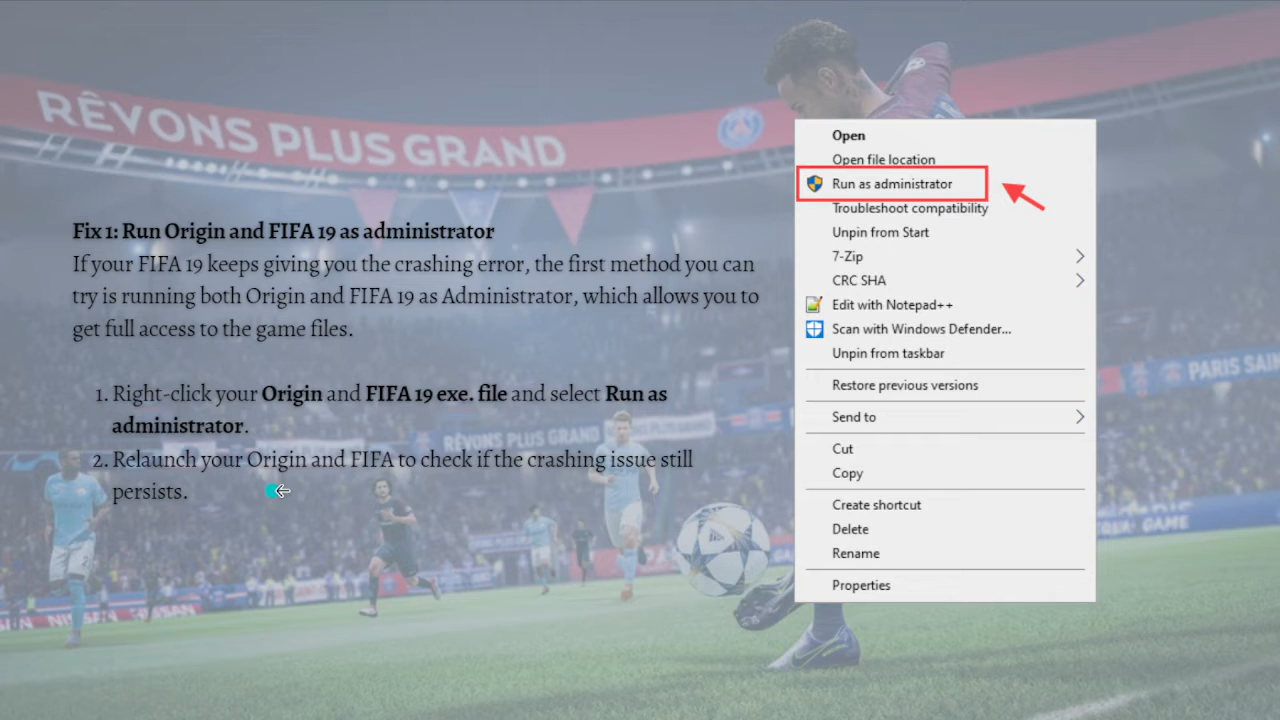 RÊVONS PLUS GRAND
Fix 1: Run Origin and FIFA 19 as administrator
If your FIFA 19 keeps giving you the crashing error, the first method you can
try is running both Origin and FIFA 19 as Administrator, which allows you to
get full access to the game files.
1. Right-click your Origin and FIFA 19 exe. file and select Run as
administrator.
2. Relaunch your Origin and FIFA to check if the crashing issue still
persists.
Open
Open file location
Run as administrator
Troubleshoot compatibility
Unpin from Start
7-Zip
CRC SHA
Edit with Notepad++
Scan with Windows Defender...
Unpin from taskbar
Restore previous versions
Send to
Cut
Copy
Create shortcut
Delete
Rename
Properties
RÊVONS PLUS GRAND
PARIS SAIN
GAME
NISSAN